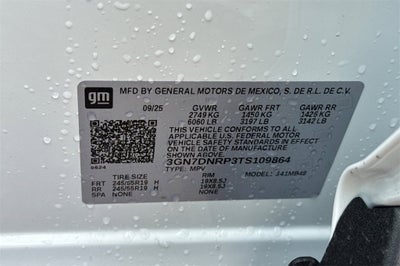 gm
MFD BY GENERAL MOTORS DE MEXICO, S. DE R.L. DE C.V.
09/25 GVWR GAWR FRT GAWR RR
2749 KG 1450 KG 1425 KG
6060 LB 3197 LB 3142 LB
THIS VEHICLE CONFORMS TO ALL
APPLICABLE U.S. FEDERAL MOTOR
VEHICLE SAFETY STANDARDS IN EFFECT
ON THE DATE OF MANUFACTURE SHOWN ABOVE.
3GN7DNRP3TS109864
TYPE: MPV MODEL:
TIRE SIZE RIM
FRT 245/55R19 H 19X8.5J
RR 245/55R19 H 19X8.5J
SPA NONE NONE